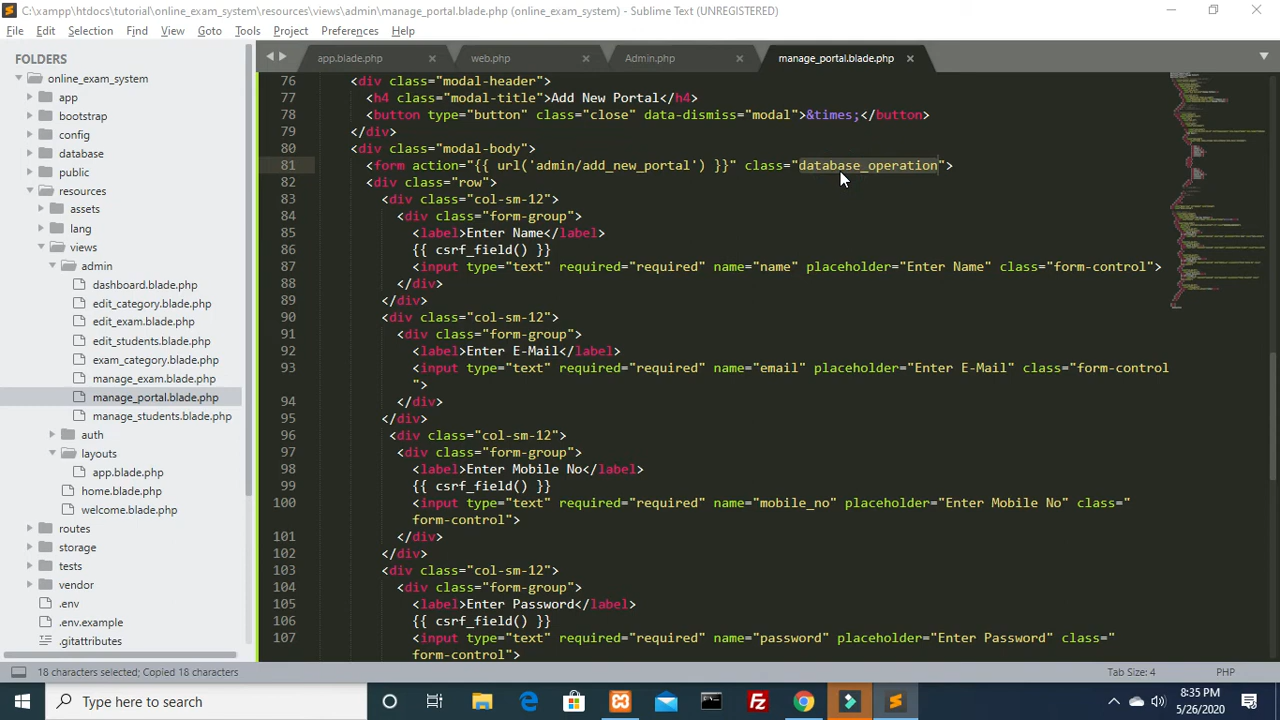 C:\xampp\htdocs\tutorial\online_exam_system\resources\views\admin\manage_portal.blade.php (online_exam_system) - Sublime Text (UNREGISTERED)
File Edit Selection Find View Goto Tools Project Preferences Help
FOLDERS
online_exam_system
app
bootstrap
config
database
public
resources
assets
lang
views
admin
dashboard.blade.php
edit_category.blade.php
edit_exam.blade.php
edit_students.blade.php
exam_category.blade.php
manage_exam.blade.php
manage_portal.blade.php
manage_students.blade.php
auth
layouts
app.blade.php
home.blade.php
welcome.blade.php
routes
storage
tests
vendor
.env
.env.example
.gitattributes
app.blade.php × web.php × Admin.php × manage_portal.blade.php ×
76 <div class="modal-header">
77 <h4 class="modal-title">Add New Portal</h4>
78 <button type="button" class="close" data-dismiss="modal">&times;</button>
79 </div>
80 <div class="modal-body">
81 <form action="{{ url('admin/add_new_portal') }}" class="database_operation">
82 <div class="row">
83 <div class="col-sm-12">
84 <div class="form-group">
85 <label>Enter Name</label>
86 {{ csrf_field() }}
87 <input type="text" required="required" name="name" placeholder="Enter Name" class="form-control">
88 </div>
89 </div>
90 <div class="col-sm-12">
91 <div class="form-group">
92 <label>Enter E-Mail</label>
93 <input type="text" required="required" name="email" placeholder="Enter E-Mail" class="form-control
">
94 </div>
95 </div>
96 <div class="col-sm-12">
97 <div class="form-group">
98 <label>Enter Mobile No</label>
99 {{ csrf_field() }}
100 <input type="text" required="required" name="mobile_no" placeholder="Enter Mobile No" class="
form-control">
101 </div>
102 </div>
103 <div class="col-sm-12">
104 <div class="form-group">
105 <label>Enter Password</label>
106 {{ csrf_field() }}
107 <input type="text" required="required" name="password" placeholder="Enter Password" class="
form-control">
18 characters selected; Copied 18 characters Tab Size: 4 PHP
Type here to search
8:35 PM
5/26/2020